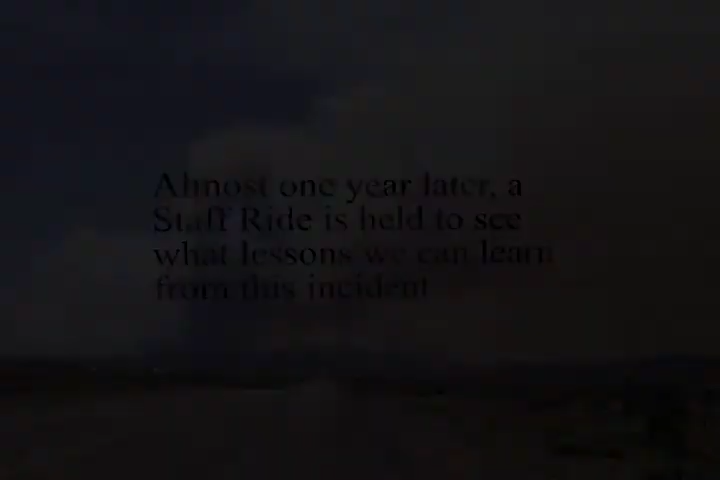 Almost one year later, a
Staff Ride is held to see
what lessons we can learn
from this incident